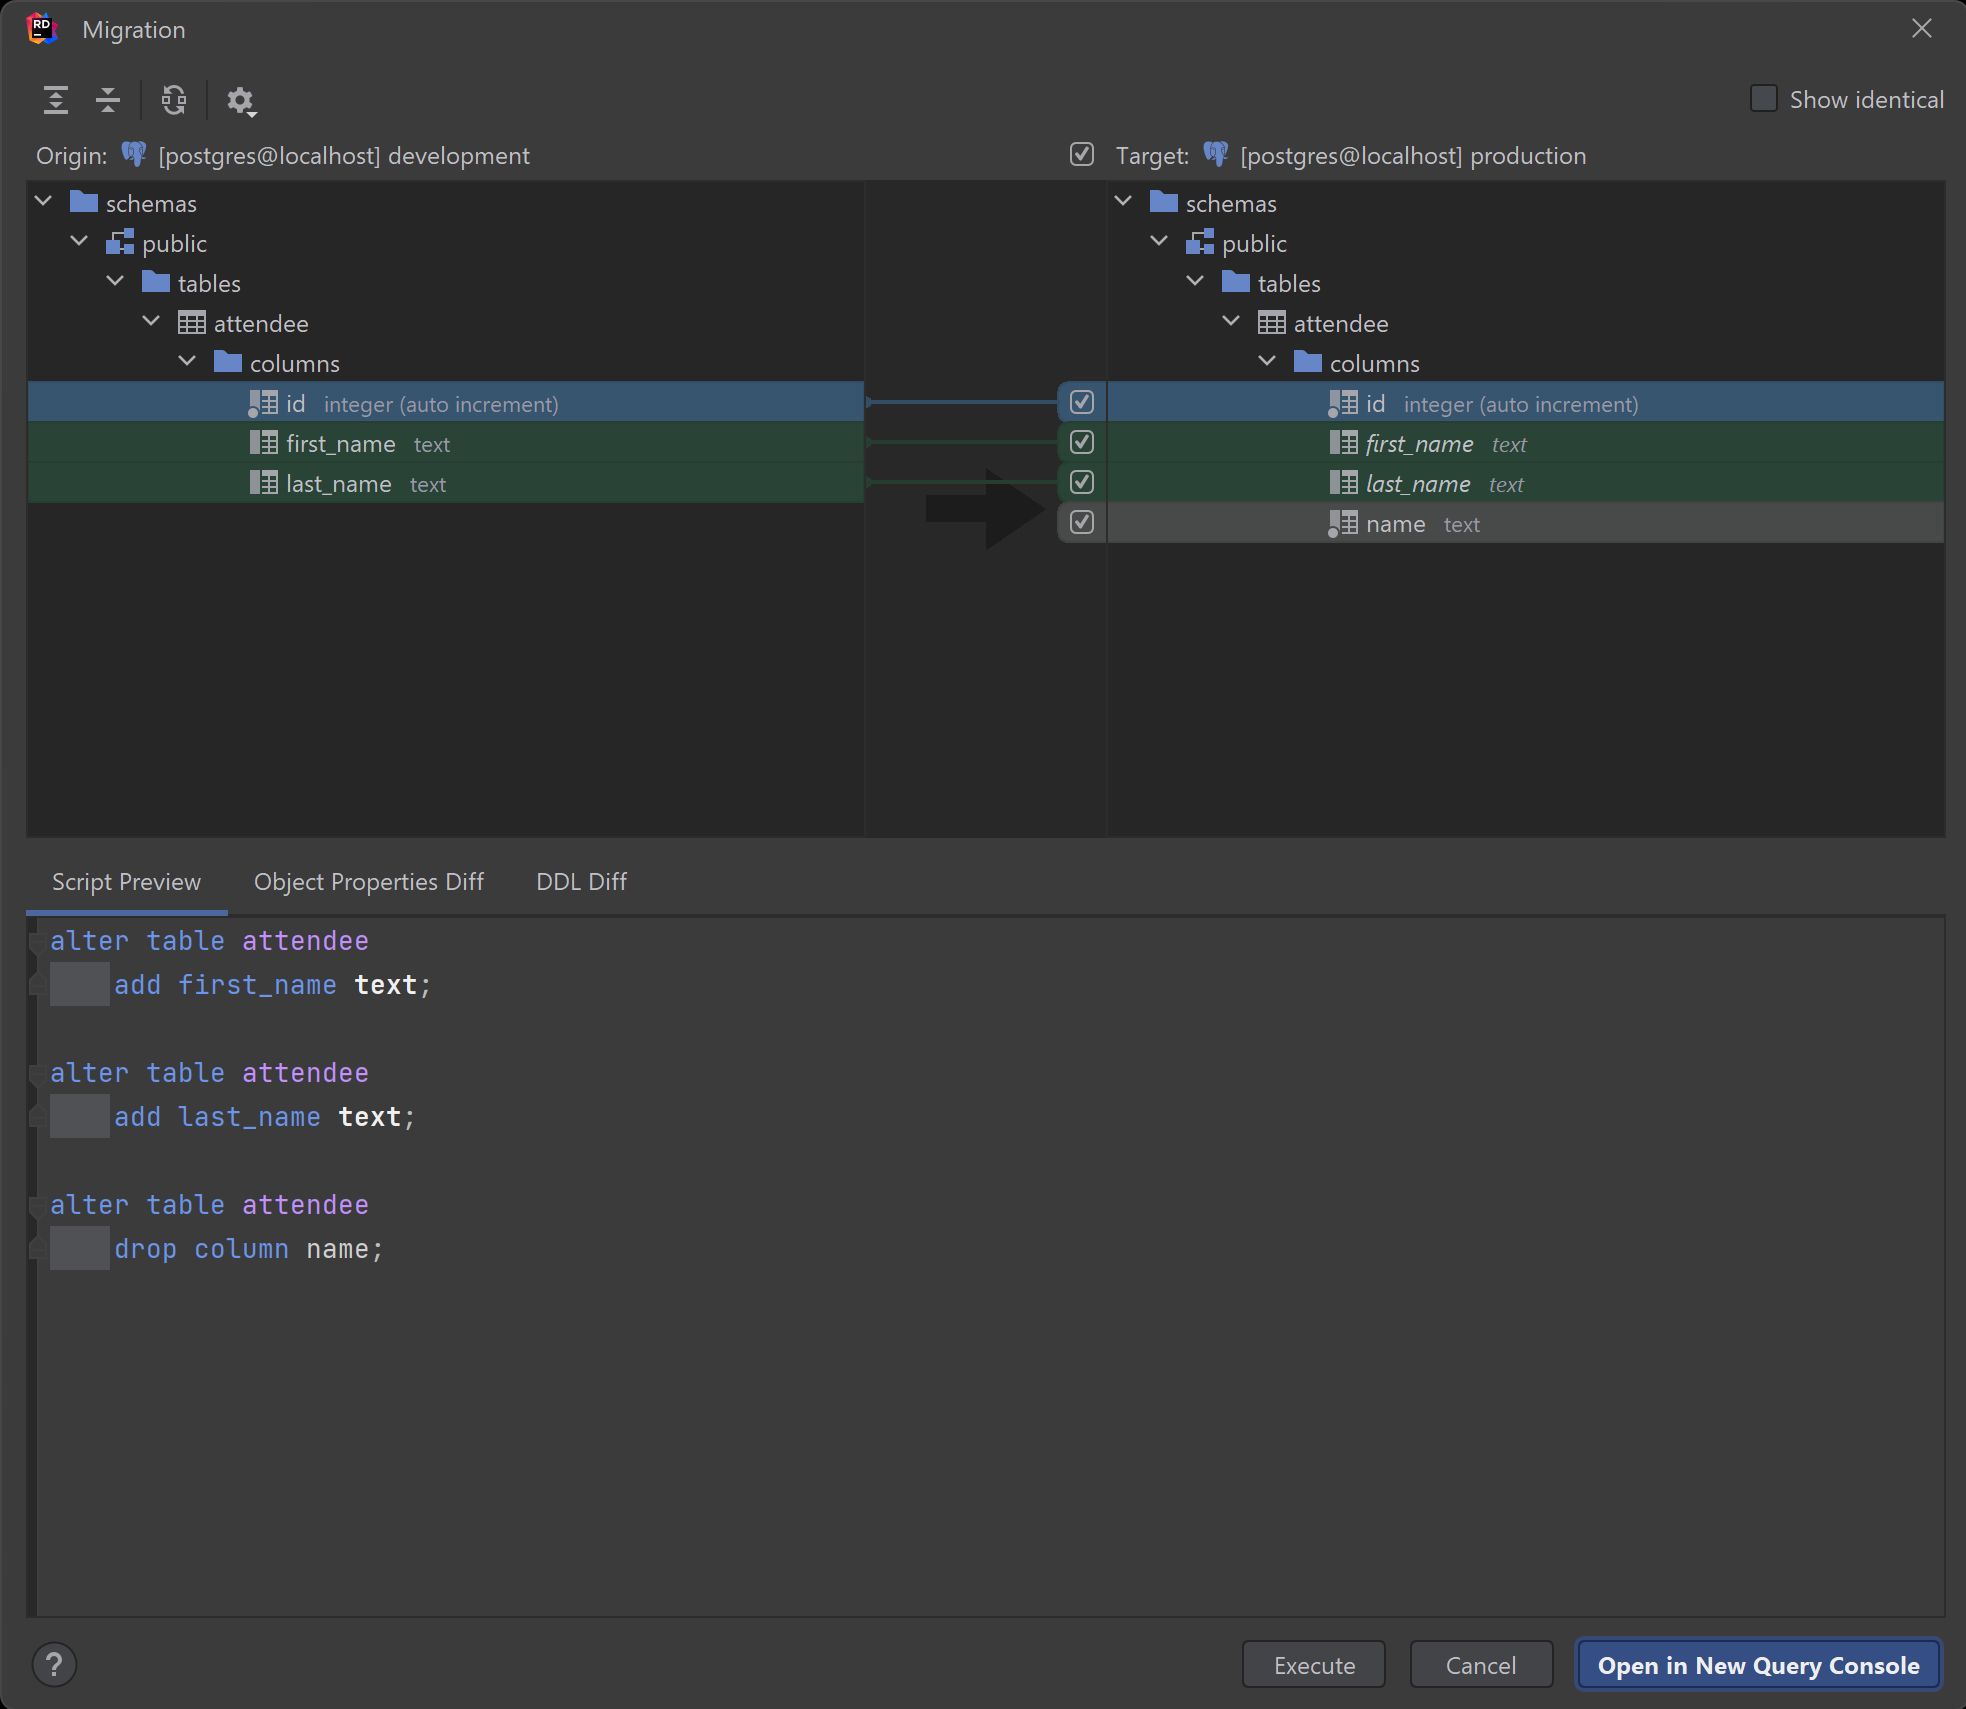 RD
Migration
Show identical
Origin: [postgres@localhost] development
Target: [postgres@localhost] production
schemas
public
tables
attendee
columns
id integer (auto increment)
first_name text
last_name text
schemas
public
tables
attendee
columns
id integer (auto increment)
first_name text
last_name text
name text
Script Preview Object Properties Diff DDL Diff
alter table attendee
add first_name text;
alter table attendee
add last_name text;
alter table attendee
drop column name;
?
Execute Cancel Open in New Query Console